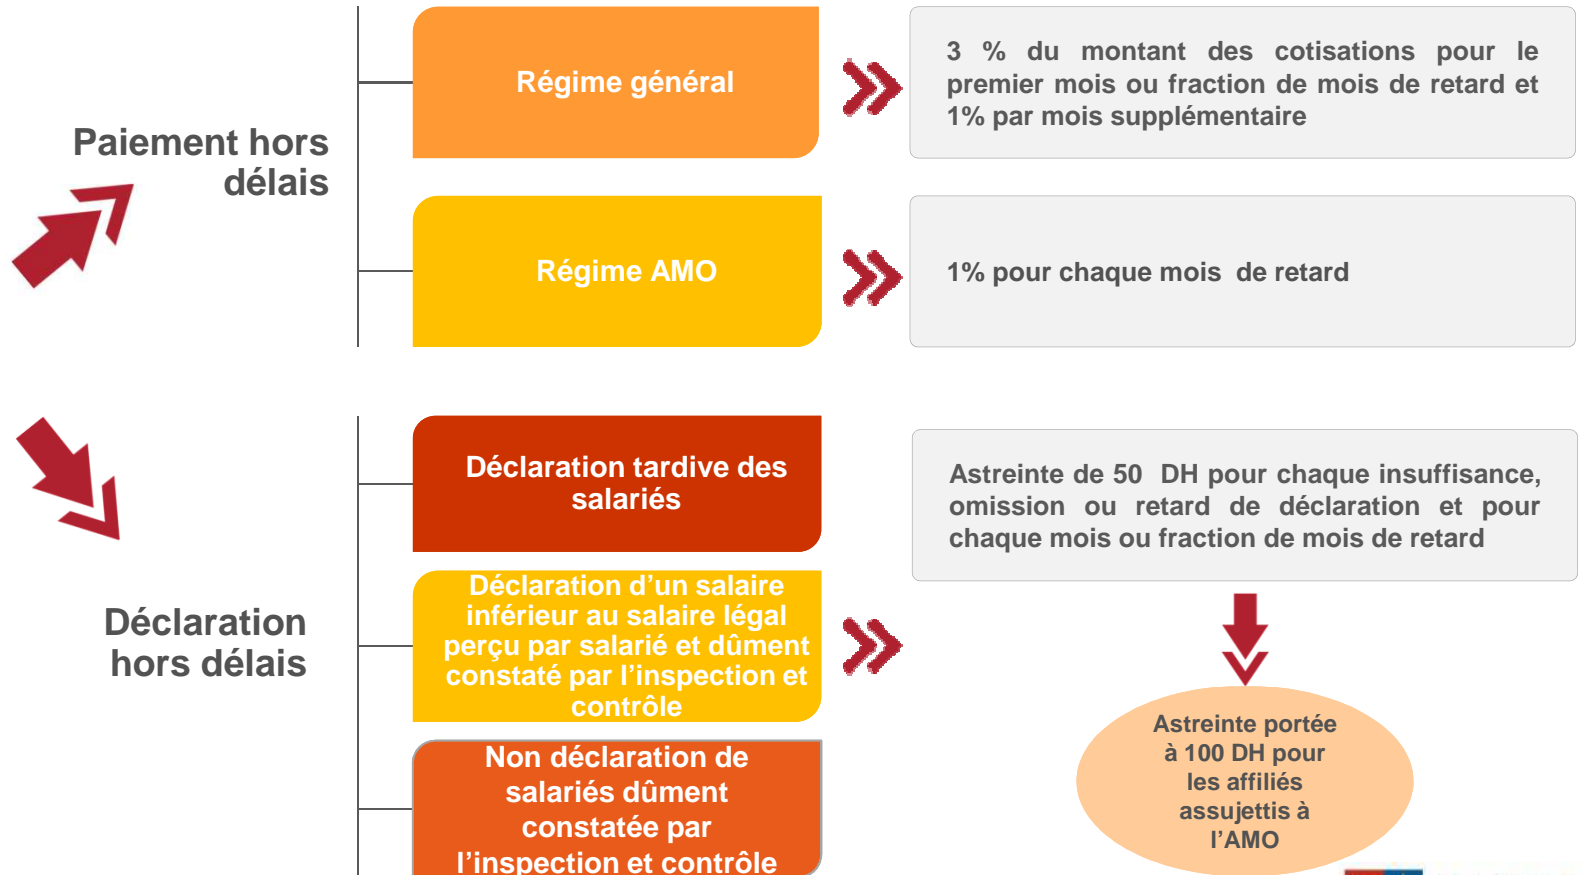 Paiement hors
délais
Régime général
3 % du montant des cotisations pour le
premier mois ou fraction de mois de retard et
1% par mois supplémentaire
Régime AMO
1% pour chaque mois de retard
Déclaration
hors délais
Déclaration tardive des
salariés
Déclaration d’un salaire
inférieur au salaire légal
perçu par salarié et dûment
constaté par l’inspection et
contrôle
Non déclaration de
salariés dûment
constatée par
l’inspection et contrôle
Astreinte de 50 DH pour chaque insuffisance,
omission ou retard de déclaration et pour
chaque mois ou fraction de mois de retard
Astreinte portée
à 100 DH pour
les affiliés
assujettis à
l’AMO